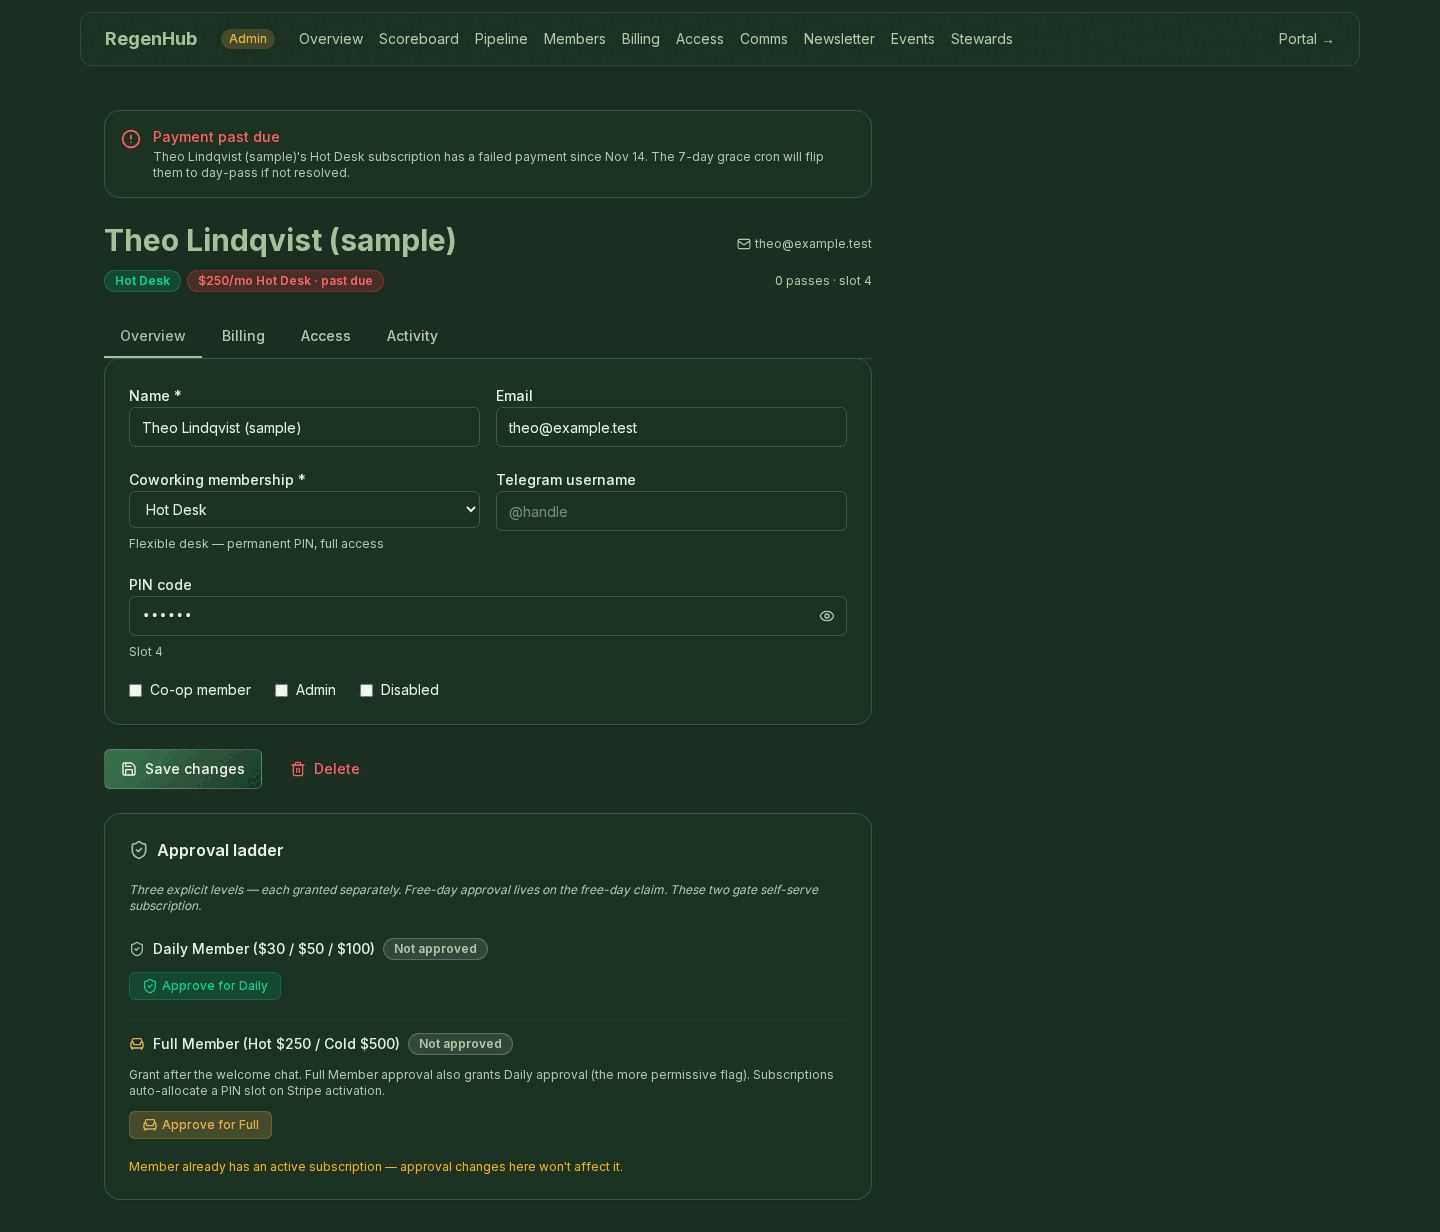 RegenHub Admin Overview Scoreboard Pipeline Members Billing Access Comms Newsletter Events Stewards Portal →
Payment past due
Theo Lindqvist (sample)'s Hot Desk subscription has a failed payment since Nov 14. The 7-day grace cron will flip
them to day-pass if not resolved.
Theo Lindqvist (sample)
theo@example.test
Hot Desk $250/mo Hot Desk · past due
0 passes · slot 4
Overview Billing Access Activity
Name * Email
Theo Lindqvist (sample) theo@example.test
Coworking membership * Telegram username
Hot Desk @handle
Flexible desk — permanent PIN, full access
PIN code
••••••
Slot 4
Co-op member Admin Disabled
Save changes Delete
Approval ladder
Three explicit levels — each granted separately. Free-day approval lives on the free-day claim. These two gate self-serve
subscription.
Daily Member ($30 / $50 / $100) Not approved
Approve for Daily
Full Member (Hot $250 / Cold $500) Not approved
Grant after the welcome chat. Full Member approval also grants Daily approval (the more permissive flag). Subscriptions
auto-allocate a PIN slot on Stripe activation.
Approve for Full
Member already has an active subscription — approval changes here won't affect it.